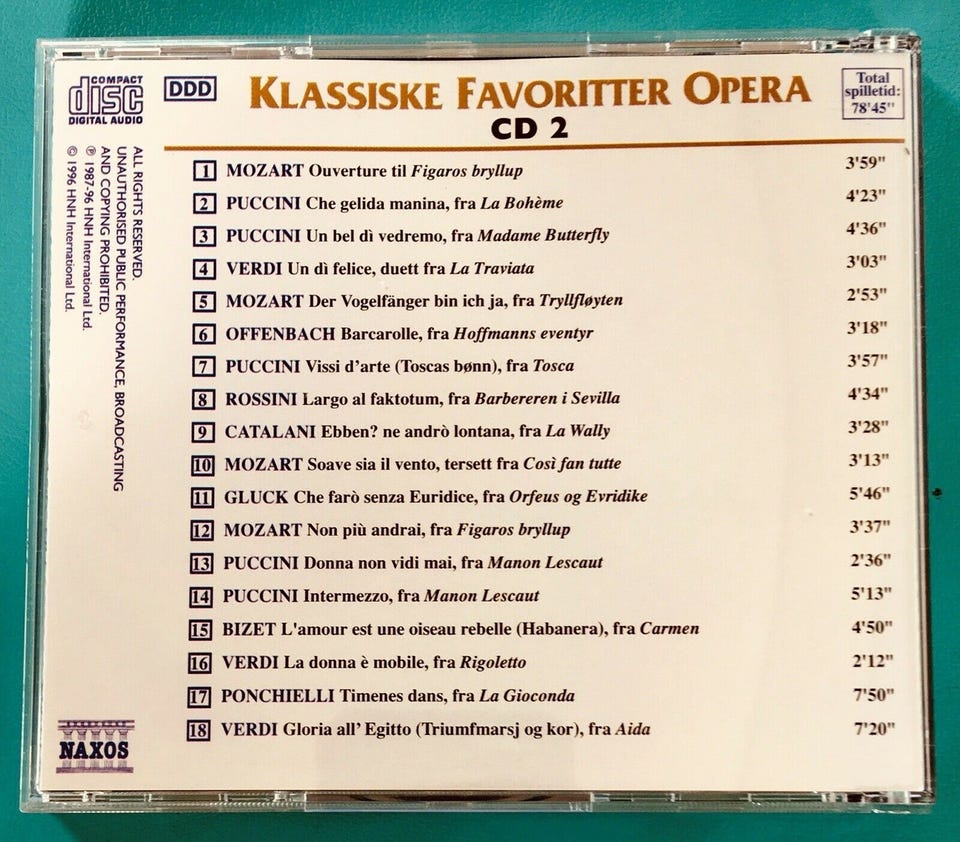 COMPACT
disc
DIGITAL AUDIO
DDD
KLASSISKE FAVORITTER OPERA
CD 2
Total
spilletid:
78'45"
1 MOZART Ouverture til Figaros bryllup 3'59"
2 PUCCINI Che gelida manina, fra La Bohème 4'23"
3 PUCCINI Un bel dì vedremo, fra Madame Butterfly 4'36"
4 VERDI Un dì felice, duett fra La Traviata 3'03"
5 MOZART Der Vogelfänger bin ich ja, fra Tryllfløyten 2'53"
6 OFFENBACH Barcarolle, fra Hoffmanns eventyr 3'18"
7 PUCCINI Vissi d'arte (Toscas bønn), fra Tosca 3'57"
8 ROSSINI Largo al faktotum, fra Barbereren i Sevilla 4'34"
9 CATALANI Ebben? ne andrò lontana, fra La Wally 3'28"
10 MOZART Soave sia il vento, tersett fra Così fan tutte 3'13"
11 GLUCK Che farò senza Euridice, fra Orfeus og Evridike 5'46"
12 MOZART Non più andrai, fra Figaros bryllup 3'37"
13 PUCCINI Donna non vidi mai, fra Manon Lescaut 2'36"
14 PUCCINI Intermezzo, fra Manon Lescaut 5'13"
15 BIZET L'amour est une oiseau rebelle (Habanera), fra Carmen 4'50"
16 VERDI La donna è mobile, fra Rigoletto 2'12"
17 PONCHIELLI Timenes dans, fra La Gioconda 7'50"
18 VERDI Gloria all' Egitto (Triumfmarsj og kor), fra Aida 7'20"
ALL RIGHTS RESERVED.
UNAUTHORISED PUBLIC PERFORMANCE, BROADCASTING
AND COPYING PROHIBITED.
℗ 1987-96 HNH International Ltd.
© 1996 HNH International Ltd.
NAXOS